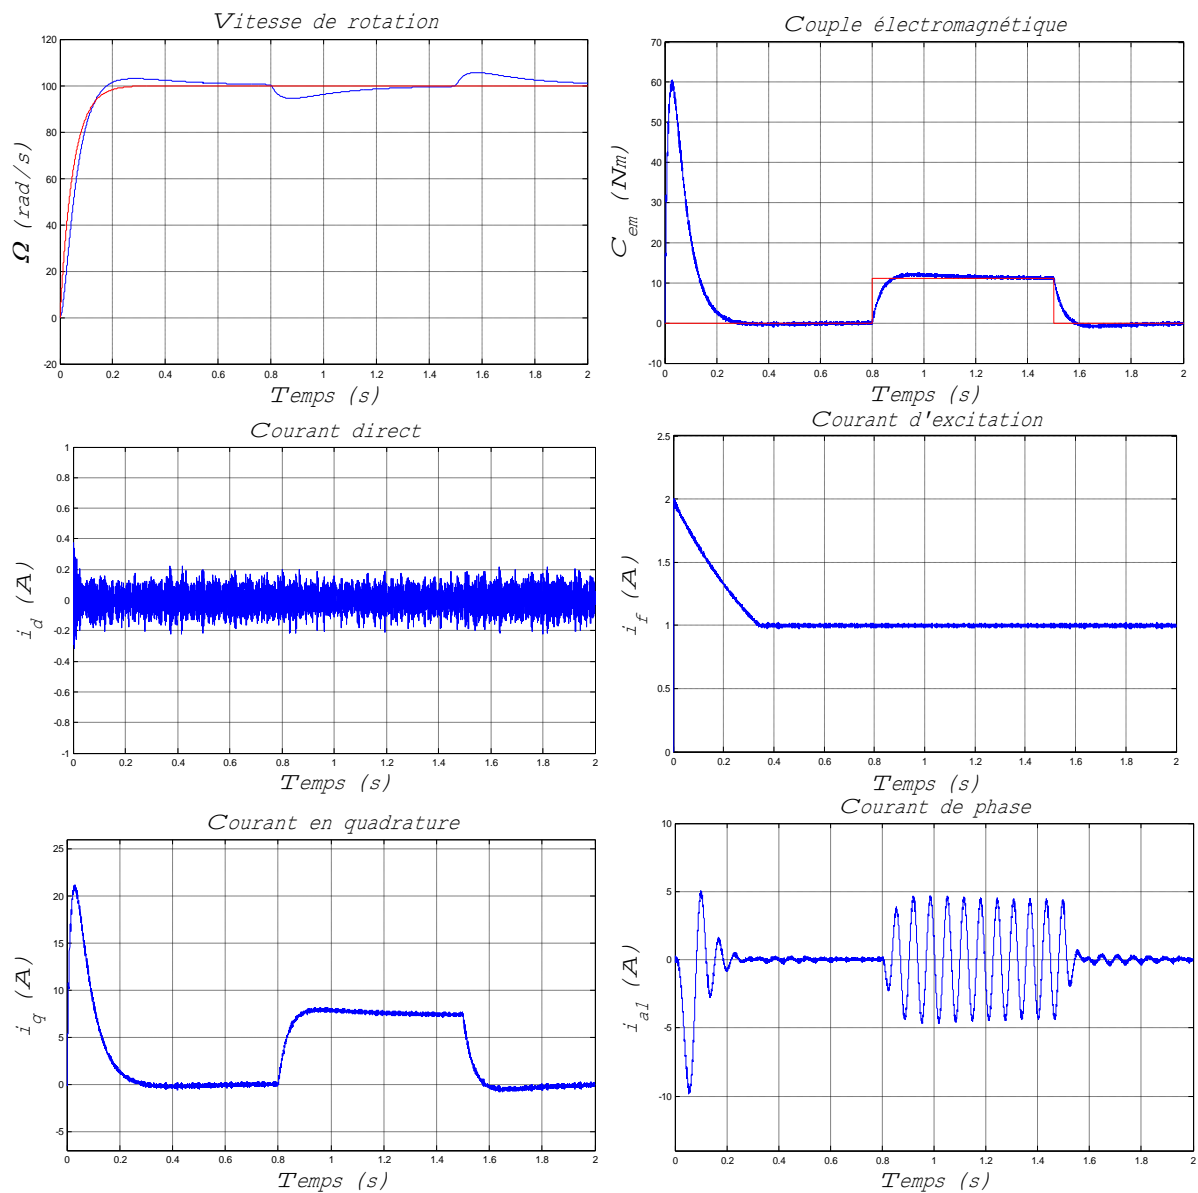 Vitesse de rotation
120
100
80
60
40
20
0
-20
Ω (rad/s)
0 0.2 0.4 0.6 0.8 1 1.2 1.4 1.6 1.8 2
Temps (s)
Couple électromagnétique
70
60
50
40
30
20
10
0
-10
C em (Nm)
0 0.2 0.4 0.6 0.8 1 1.2 1.4 1.6 1.8 2
Temps (s)
Courant direct
1
0.8
0.6
0.4
0.2
0
-0.2
-0.4
-0.6
-0.8
-1
i d (A)
0 0.2 0.4 0.6 0.8 1 1.2 1.4 1.6 1.8 2
Temps (s)
Courant d'excitation
2.5
2
1.5
1
0.5
0
i f (A)
0 0.2 0.4 0.6 0.8 1 1.2 1.4 1.6 1.8 2
Temps (s)
Courant en quadrature
25
20
15
10
5
0
-5
i q (A)
0 0.2 0.4 0.6 0.8 1 1.2 1.4 1.6 1.8 2
Temps (s)
Courant de phase
10
5
0
-5
-10
i a1 (A)
0 0.2 0.4 0.6 0.8 1 1.2 1.4 1.6 1.8 2
Temps (s)